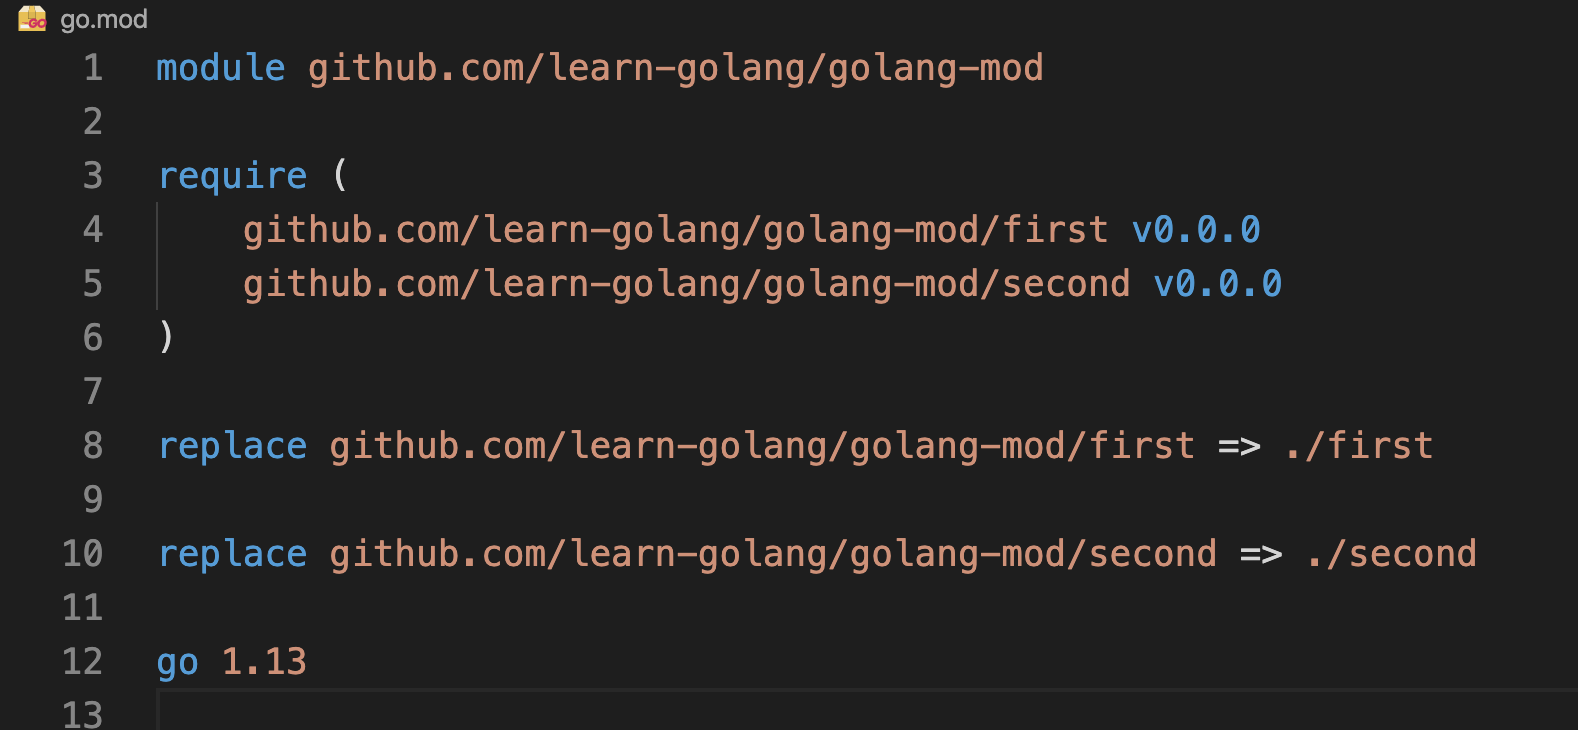 go.mod
1 module github.com/learn-golang/golang-mod
2
3 require (
4     github.com/learn-golang/golang-mod/first v0.0.0
5     github.com/learn-golang/golang-mod/second v0.0.0
6 )
7
8 replace github.com/learn-golang/golang-mod/first => ./first
9
10 replace github.com/learn-golang/golang-mod/second => ./second
11
12 go 1.13
13